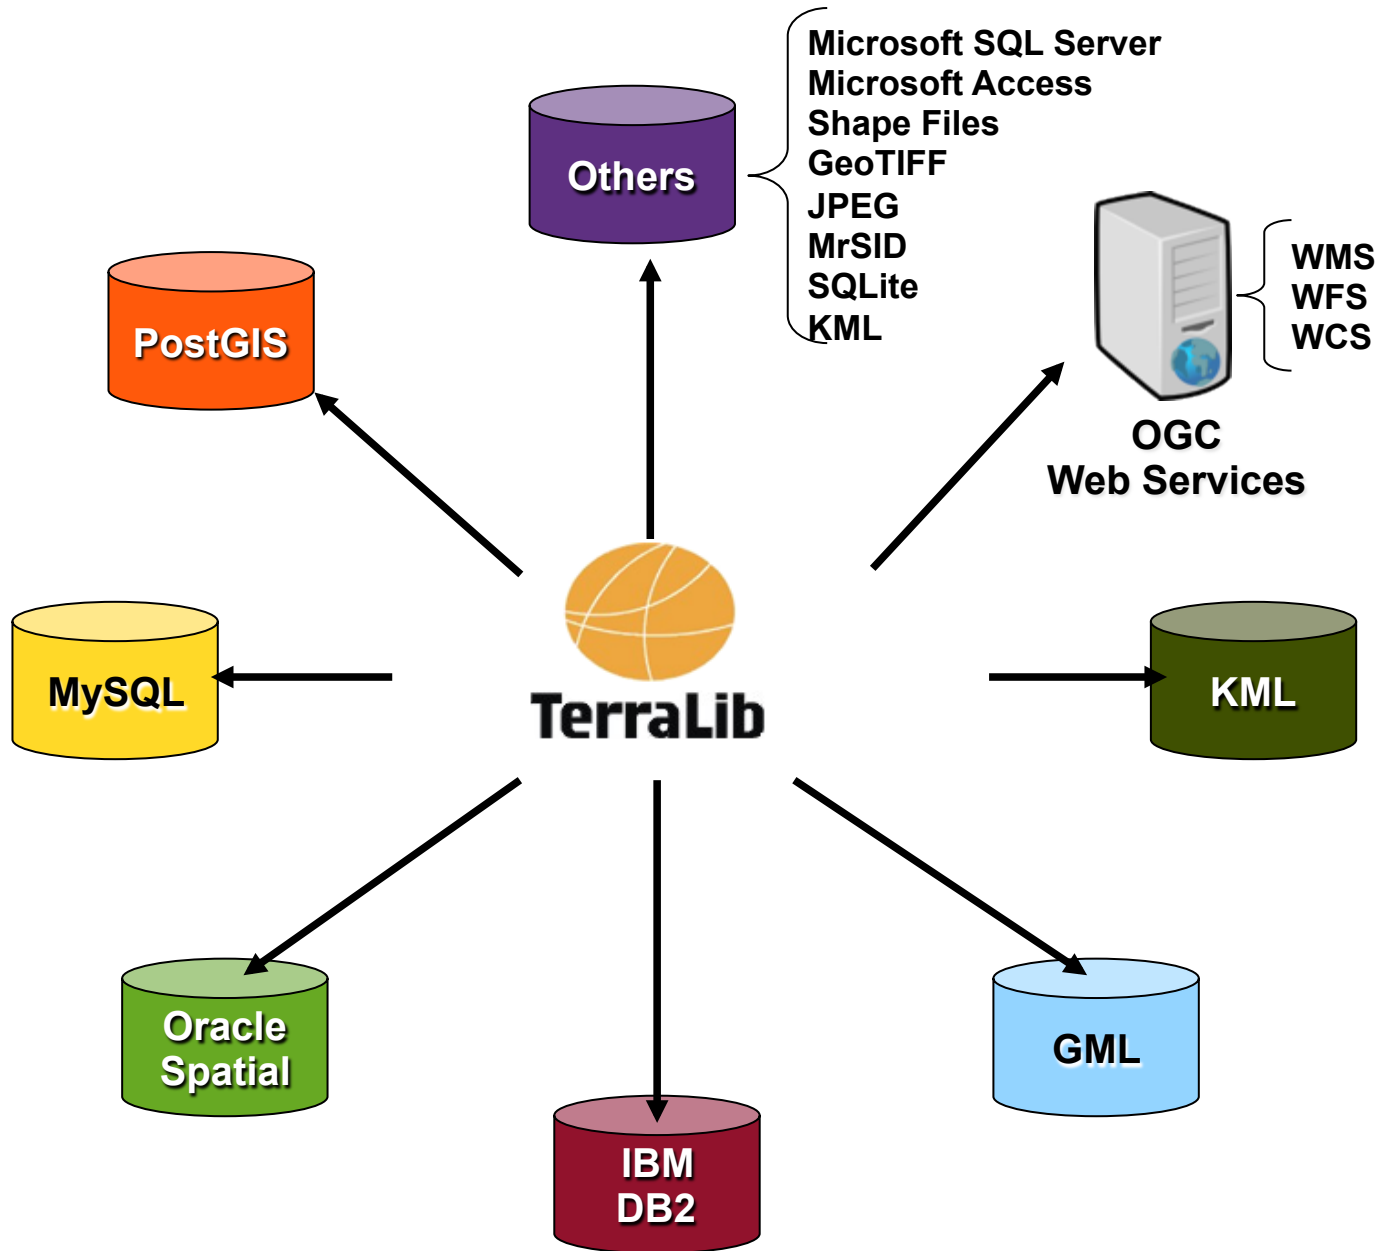 Microsoft SQL Server
Microsoft Access
Shape Files
GeoTIFF
JPEG
MrSID
SQLite
KML
Others
WMS
WFS
WCS
PostGIS
OGC
Web Services
MySQL
TerraLib
KML
Oracle
Spatial
GML
IBM
DB2